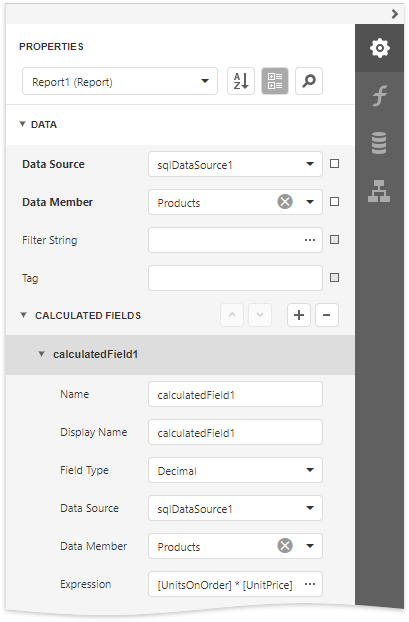 PROPERTIES
Report1 (Report)
A
Z
DATA
Data Source sqlDataSource1
Data Member Products
Filter String ...
Tag
CALCULATED FIELDS
calculatedField1
Name calculatedField1
Display Name calculatedField1
Field Type Decimal
Data Source sqlDataSource1
Data Member Products
Expression [UnitsOnOrder] * [UnitPrice] ...